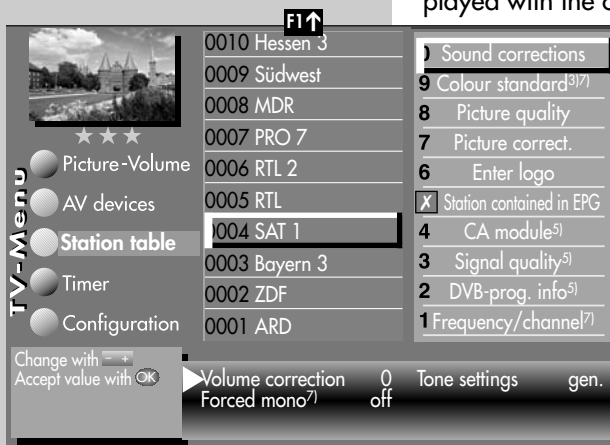 played with the
F1↑
0010 Hessen 3
0009 Südwest
0008 MDR
0007 PRO 7
0006 RTL 2
0005 RTL
0004 SAT 1
0003 Bayern 3
0002 ZDF
0001 ARD
TV-Menu
Picture-Volume
AV devices
Station table
Timer
Configuration
0 Sound corrections
9 Colour standard3)7)
8 Picture quality
7 Picture correct.
6 Enter logo
✗ Station contained in EPG
4 CA module5)
3 Signal quality5)
2 DVB-prog. info5)
1 Frequency/channel7)
Change with - +
Accept value with OK
Volume correction 0 Tone settings gen.
Forced mono7) off